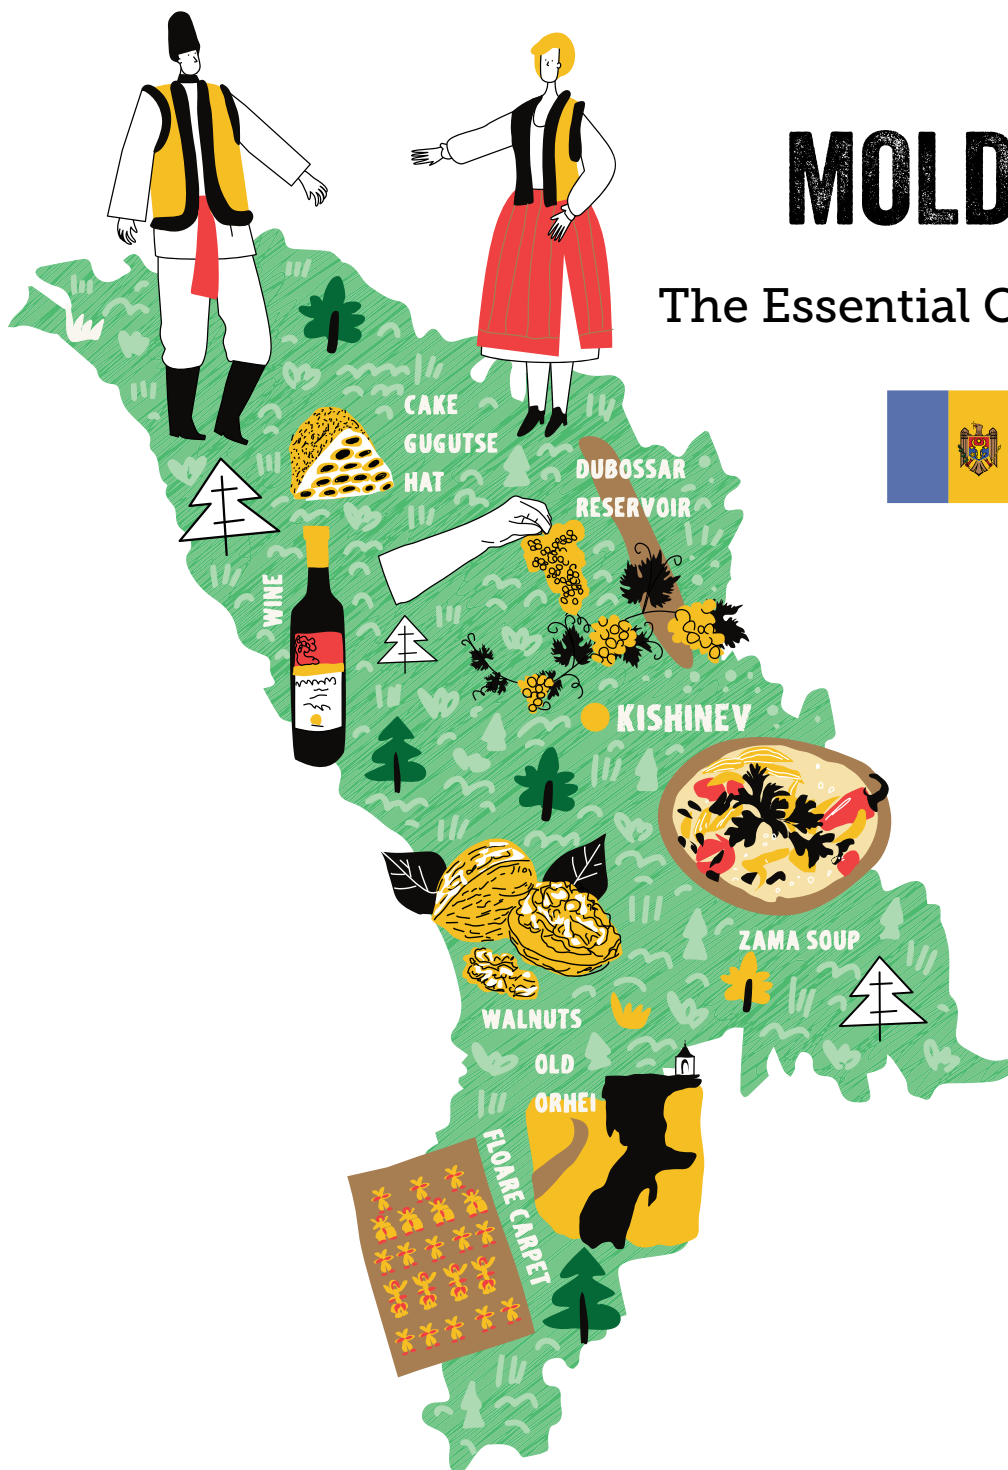 MOLD
The Essential C
CAKE
GUGUTSE
HAT
DUBOSSAR
RESERVOIR
WINE
KISHINEV
ZAMA SOUP
WALNUTS
OLD
ORHEI
FLOARE CARPET